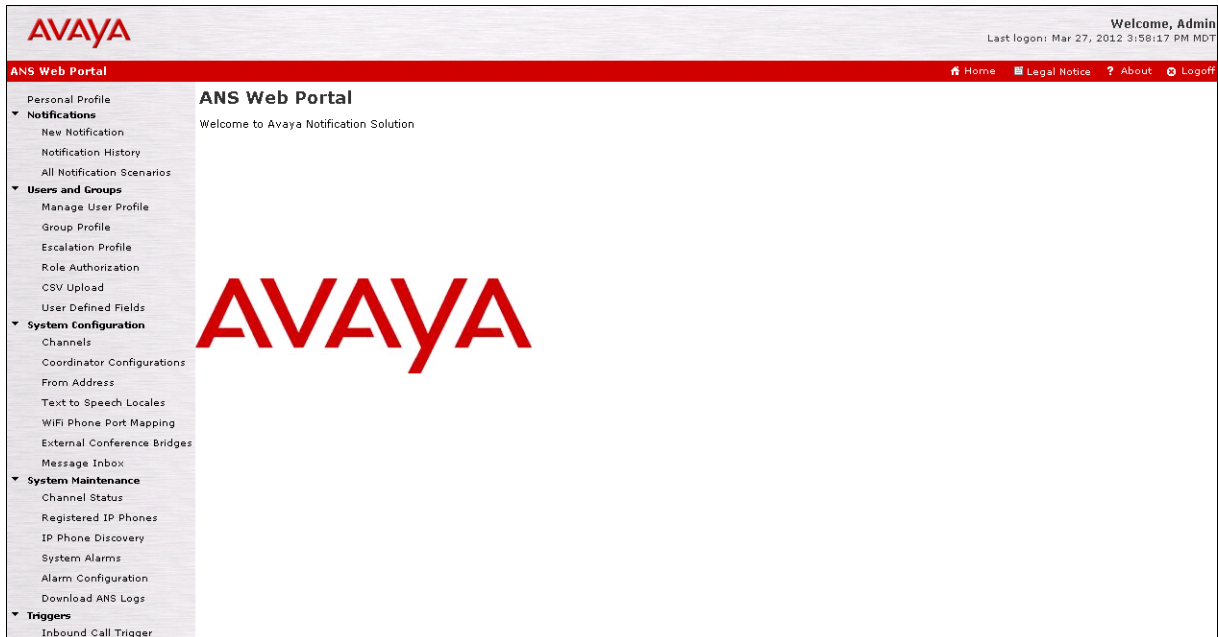 AVAYA
Welcome, Admin
Last logon: Mar 27, 2012 3:58:17 PM MDT
ANS Web Portal
Home
Legal Notice
? About
Logoff
Personal Profile
Notifications
New Notification
Notification History
All Notification Scenarios
Users and Groups
Manage User Profile
Group Profile
Escalation Profile
Role Authorization
CSV Upload
User Defined Fields
System Configuration
Channels
Coordinator Configurations
From Address
Text to Speech Locales
WiFi Phone Port Mapping
External Conference Bridges
Message Inbox
System Maintenance
Channel Status
Registered IP Phones
IP Phone Discovery
System Alarms
Alarm Configuration
Download ANS Logs
Triggers
Inbound Call Trigger
ANS Web Portal
Welcome to Avaya Notification Solution
AVAYA